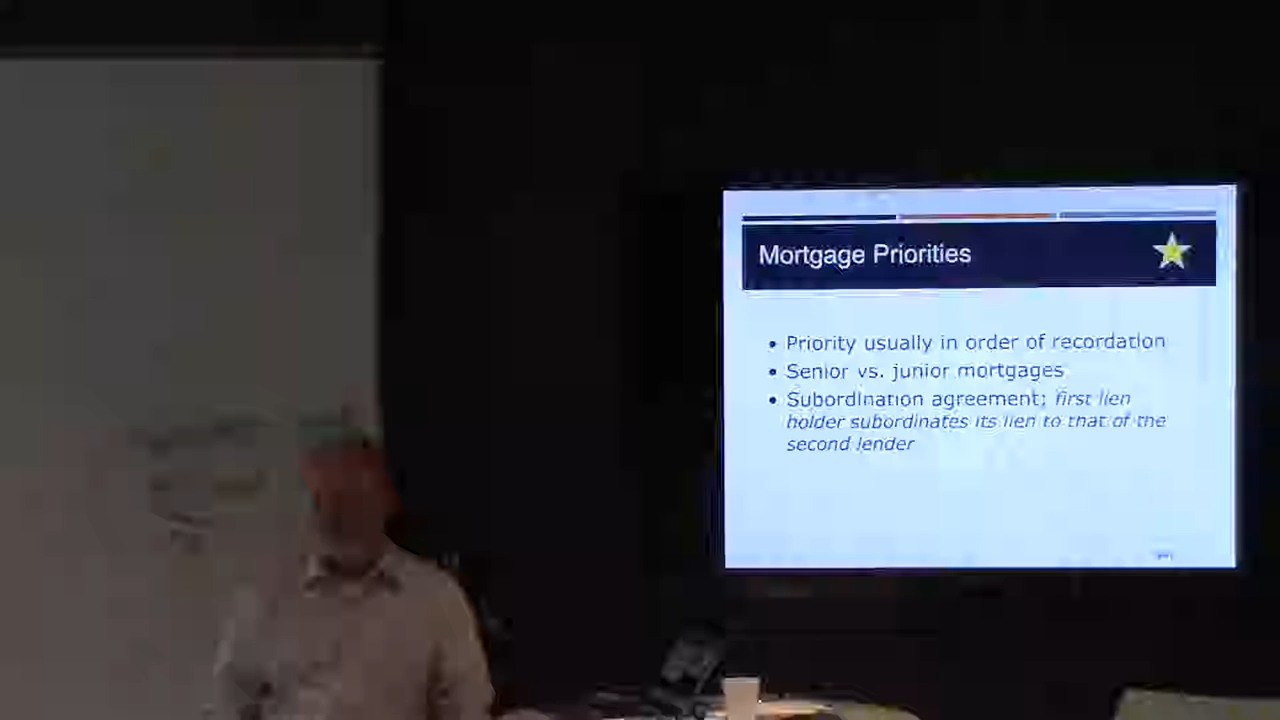 Mortgage Priorities
• Priority usually in order of recordation
• Senior vs. junior mortgages
• Subordination agreement; first lien
holder subordinates its lien to that of the
second lender